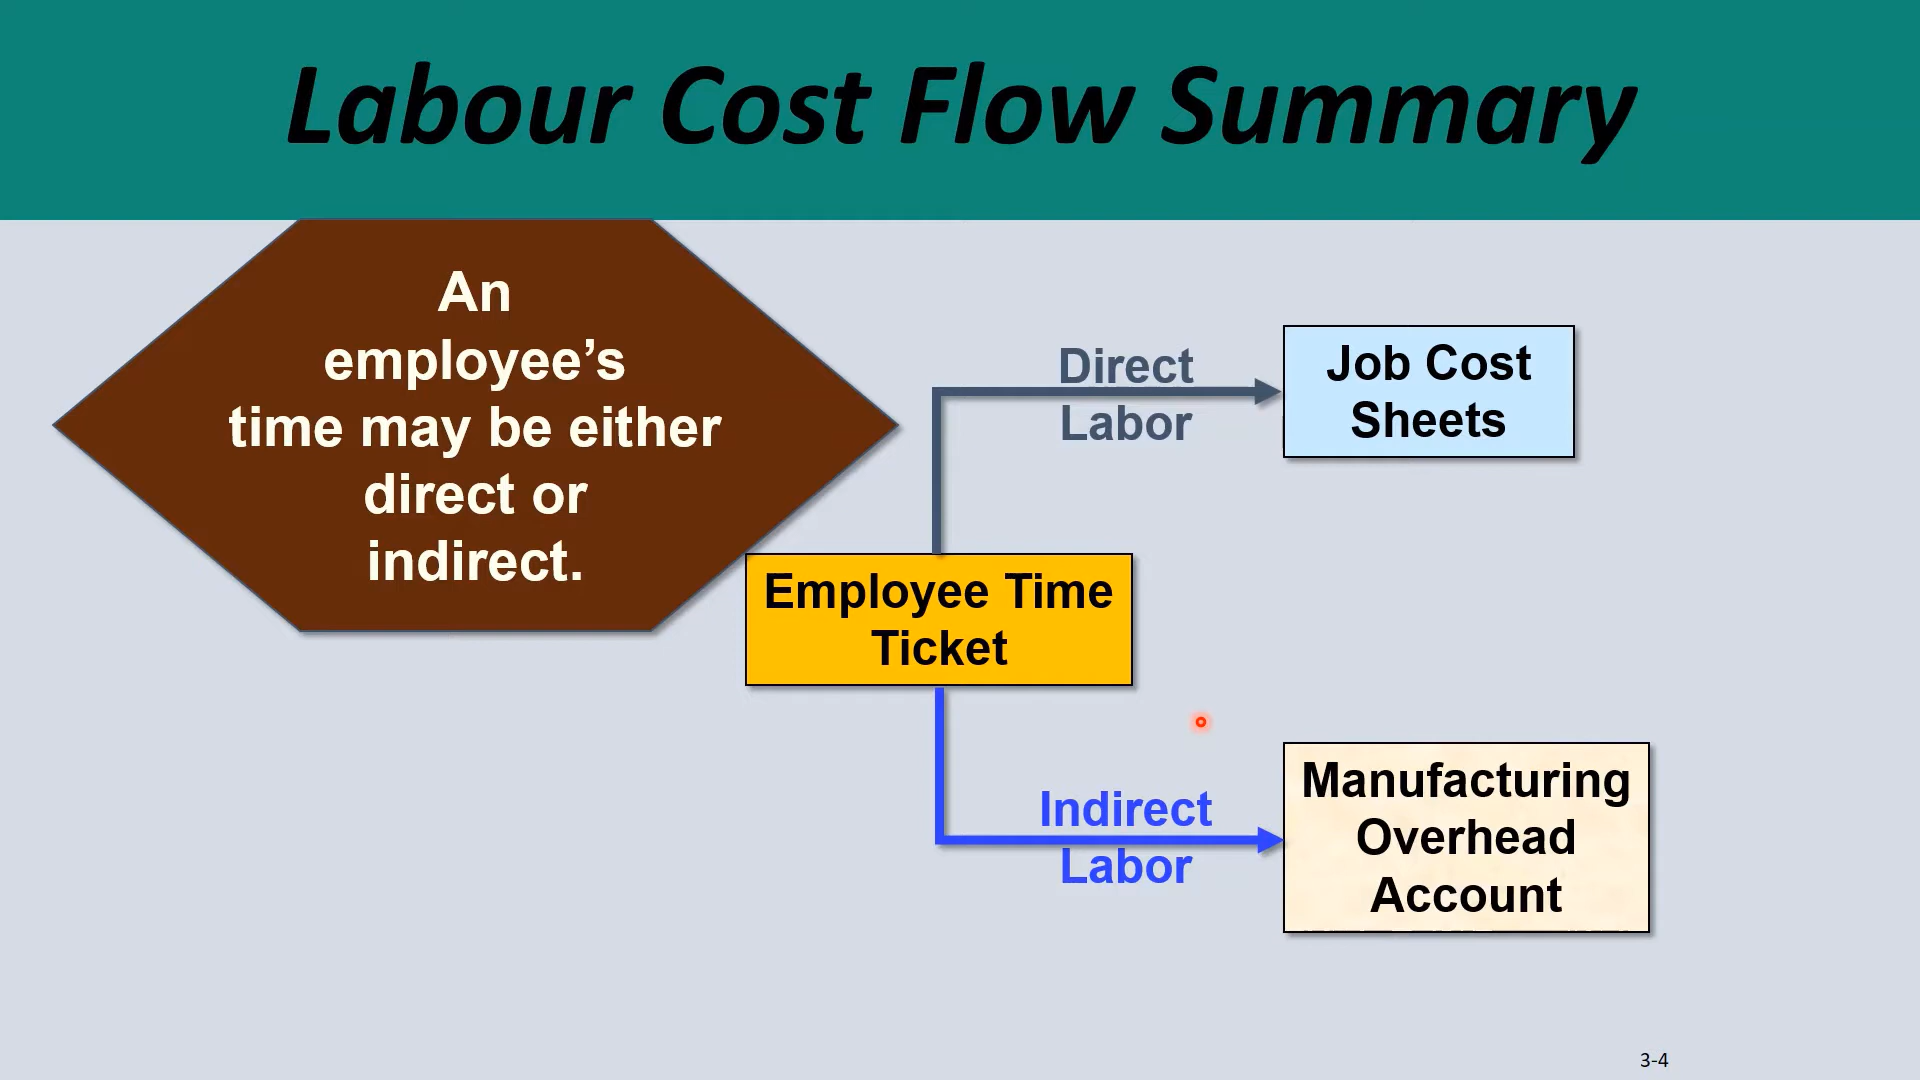 Labour Cost Flow Summary
An
employee’s
time may be either
direct or
indirect.
Direct
Labor
Job Cost
Sheets
Employee Time
Ticket
Indirect
Labor
Manufacturing
Overhead
Account
3-4